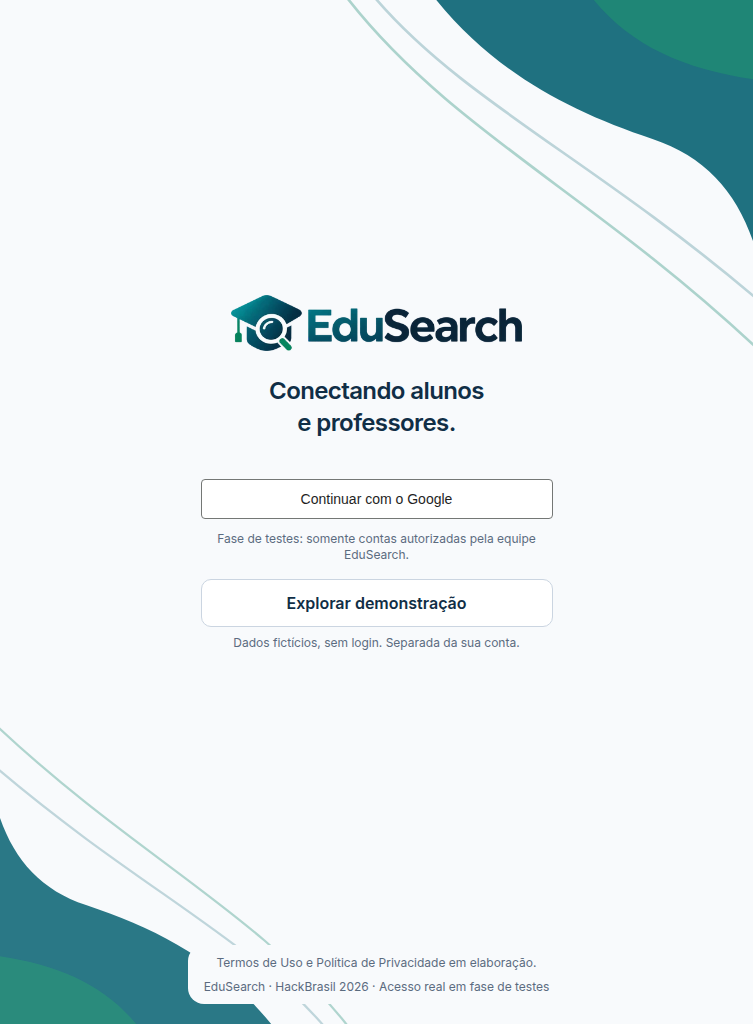 EduSearch
Conectando alunos
e professores.
Continuar com o Google
Fase de testes: somente contas autorizadas pela equipe
EduSearch.
Explorar demonstração
Dados fictícios, sem login. Separada da sua conta.
Termos de Uso e Política de Privacidade em elaboração.
EduSearch · HackBrasil 2026 · Acesso real em fase de testes